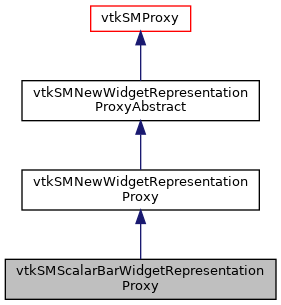 vtkSMProxy
vtkSMNewWidgetRepresentation
ProxyAbstract
vtkSMNewWidgetRepresentation
Proxy
vtkSMScalarBarWidgetRepresentation
Proxy